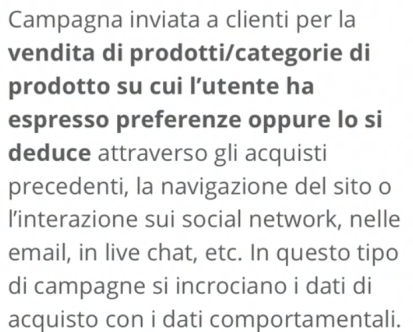 Campagna inviata a clienti per la
vendita di prodotti/categorie di
prodotto su cui l’utente ha
espresso preferenze oppure lo si
deduce attraverso gli acquisti
precedenti, la navigazione del sito o
l’interazione sui social network, nelle
email, in live chat, etc. In questo tipo
di campagne si incrociano i dati di
acquisto con i dati comportamentali.